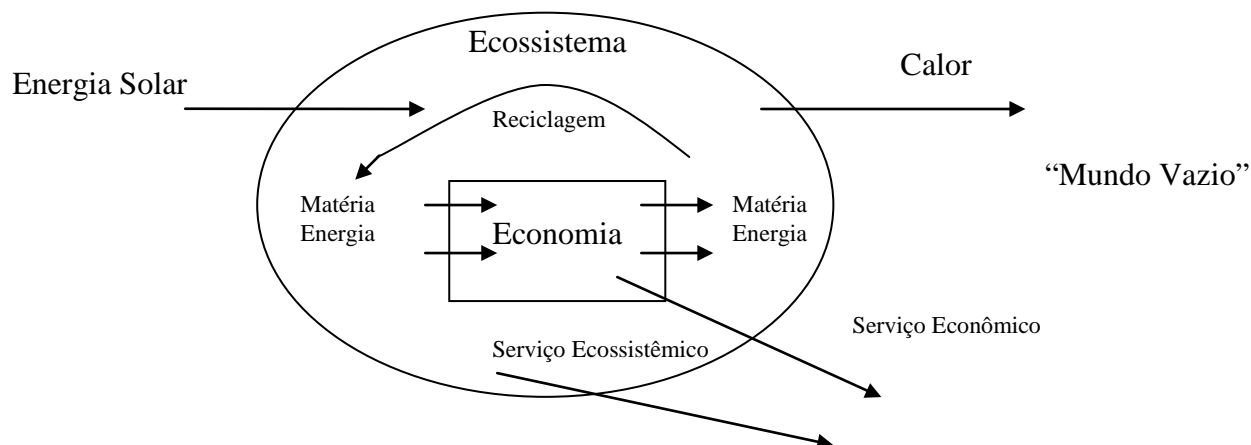 Ecossistema
Energia Solar
Calor
Reciclagem
“Mundo Vazio”
Matéria
Energia
Economia
Matéria
Energia
Serviço Econômico
Serviço Ecossistêmico